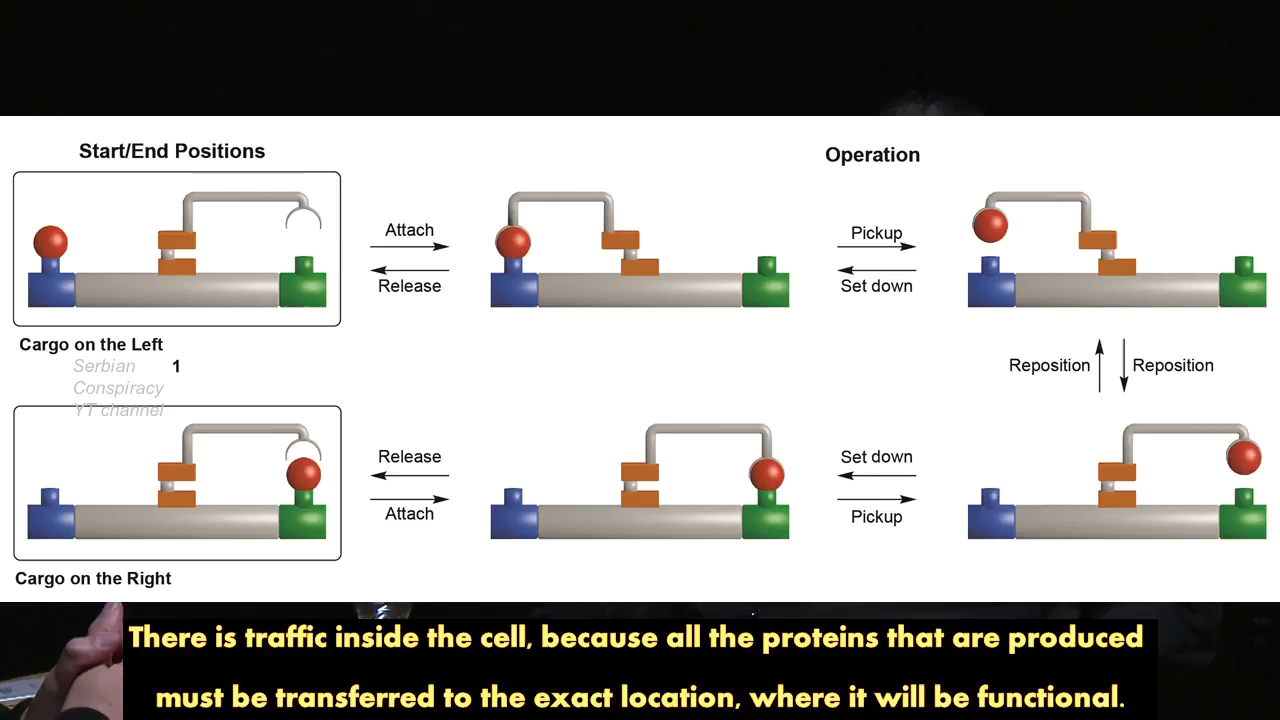 Start/End Positions
Operation
Attach
Release
Pickup
Set down
Cargo on the Left
Serbian
1
Conspiracy
YT channel
Reposition
Reposition
Release
Attach
Set down
Pickup
Cargo on the Right
There is traffic inside the cell, because all the proteins that are produced
must be transferred to the exact location, where it will be functional.